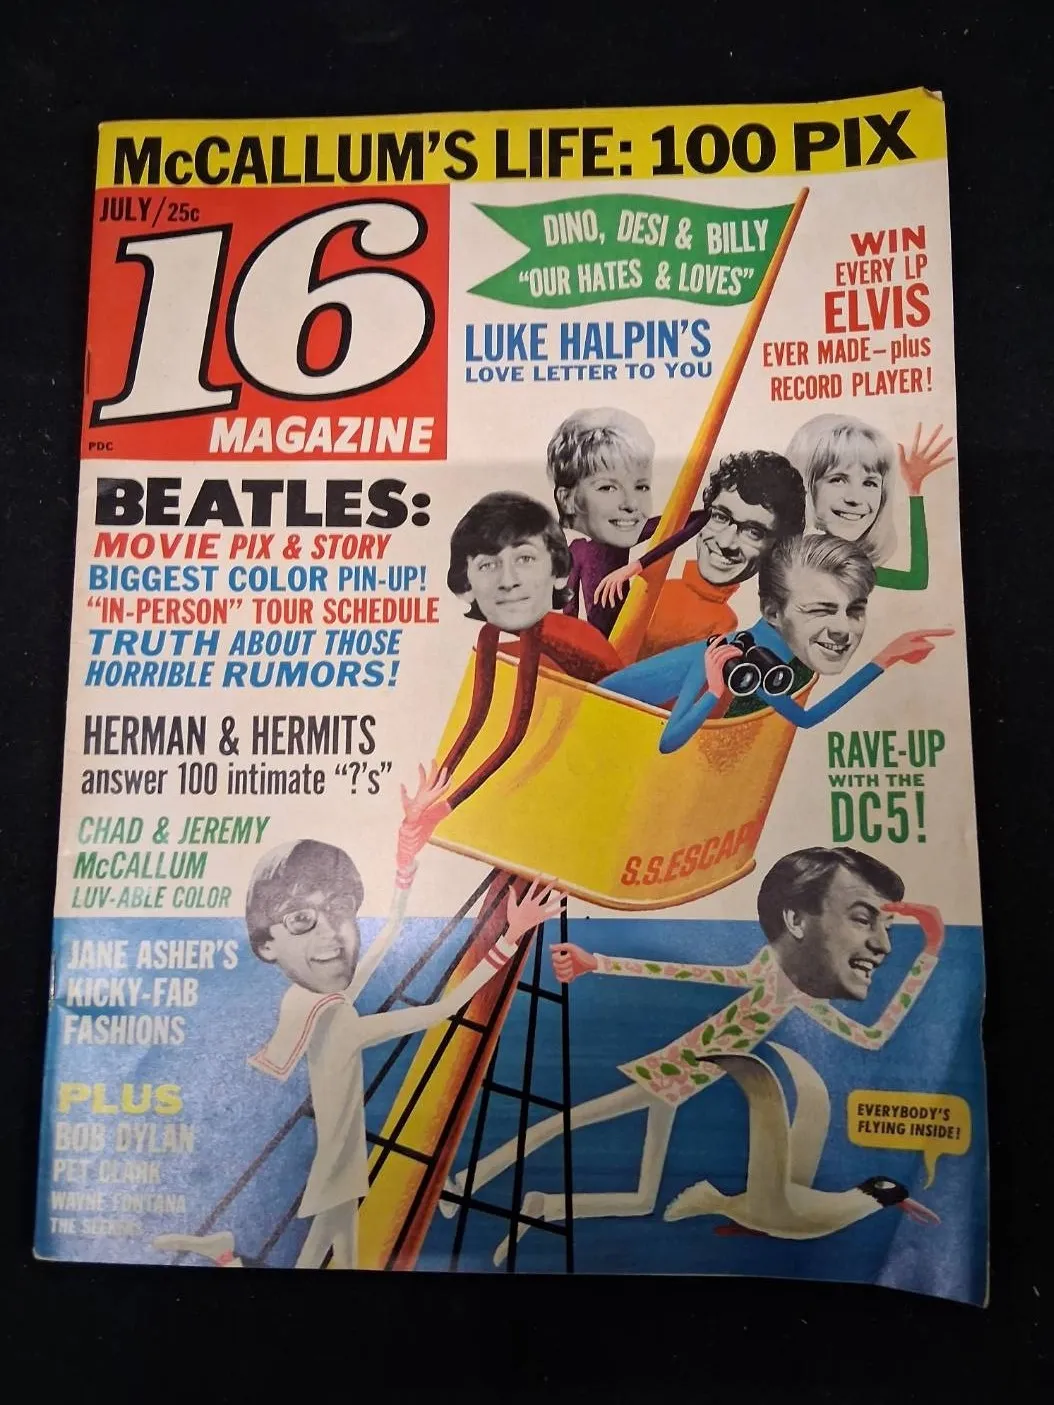 McCALLUM'S LIFE: 100 PIX
JULY/25c
16
MAGAZINE
PDC
DINO, DESI & BILLY
"OUR HATES & LOVES"
LUKE HALPIN'S
LOVE LETTER TO YOU
WIN
EVERY LP
ELVIS
EVER MADE-plus
RECORD PLAYER!
BEATLES:
MOVIE PIX & STORY
BIGGEST COLOR PIN-UP!
"IN-PERSON" TOUR SCHEDULE
TRUTH ABOUT THOSE
HORRIBLE RUMORS!
HERMAN & HERMITS
answer 100 intimate "?'s"
CHAD & JEREMY
McCALLUM
LUV-ABLE COLOR
RAVE-UP
WITH THE
DC5!
S.S.ESCAP
JANE ASHER'S
KICKY-FAB
FASHIONS
PLUS
BOB DYLAN
PET CLARK
WAYNE FONTANA
THE
EVERYBODY'S
FLYING INSIDE!